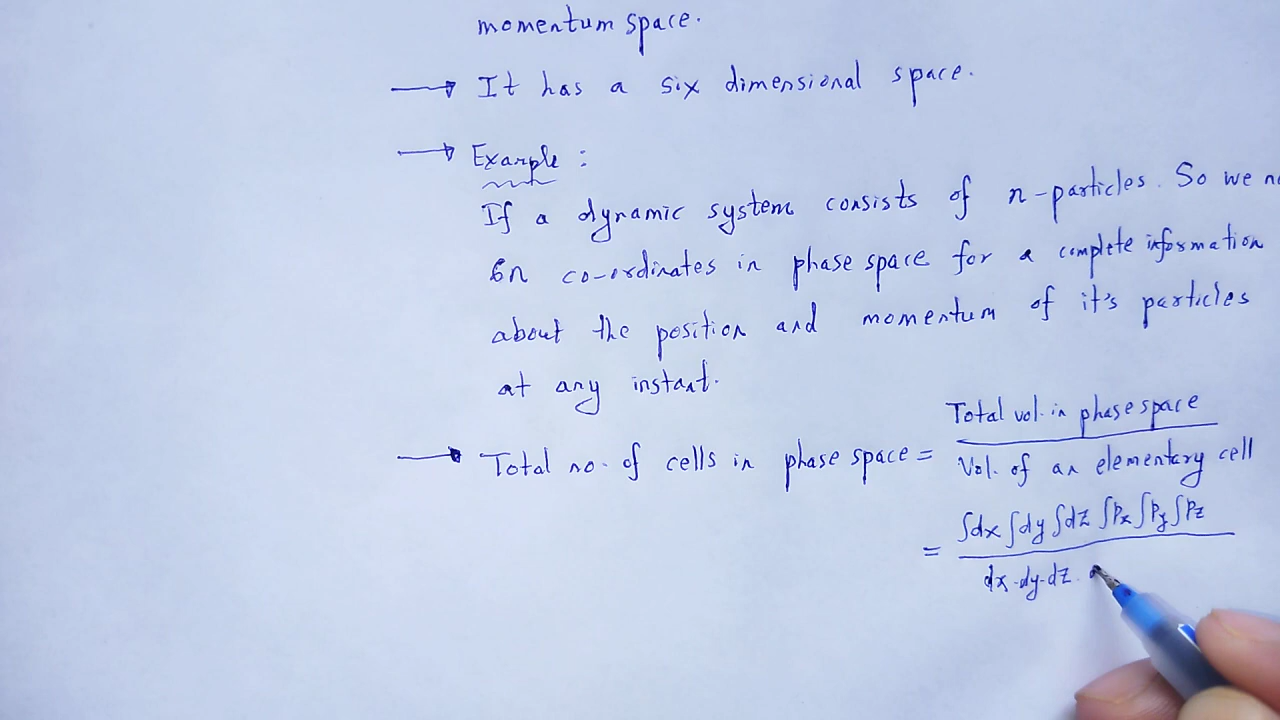 momentum space.
→ It has a six dimensional space.
→ Example :
If a dynamic system consists of n-particles. So we
6n co-ordinates in phase space for a complete information
about the position and momentum of it's particles
at any instant.
→ Total no. of cells in phase space = Total vol. in phase space / Vol. of an elementary cell
= ∫dx ∫dy ∫dz ∫Px ∫Py ∫Pz / dx.dy.dz.